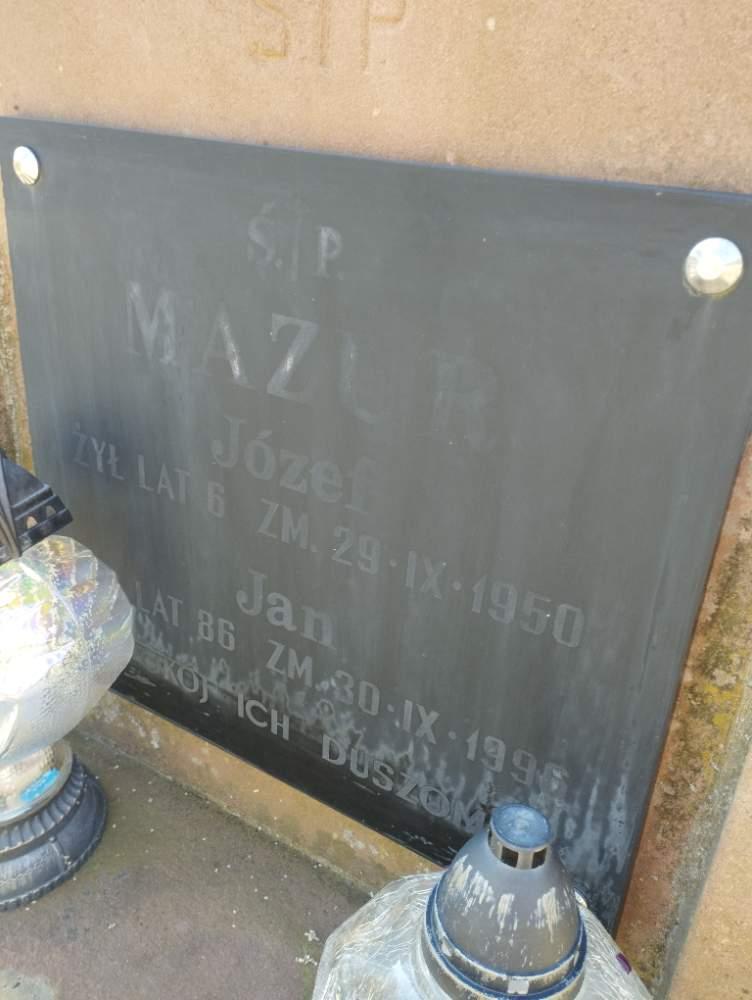 Ś P
Ś. P.
MAZUR
Józef
ŻYŁ LAT 6 ZM. 29·IX·1950
Jan
LAT 86 ZM. 30·IX·1996
ICH DUSZOM